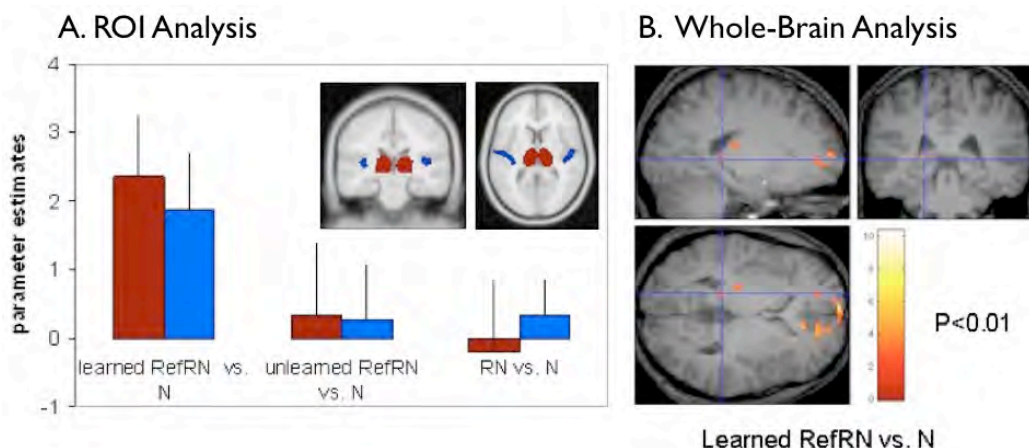 A. ROI Analysis
B. Whole-Brain Analysis
parameter estimates
4
3
2
1
0
-1
learned RefRN vs. N
unlearned RefRN vs. N
RN vs. N
10
8
6
4
2
0
P<0.01
Learned RefRN vs. N